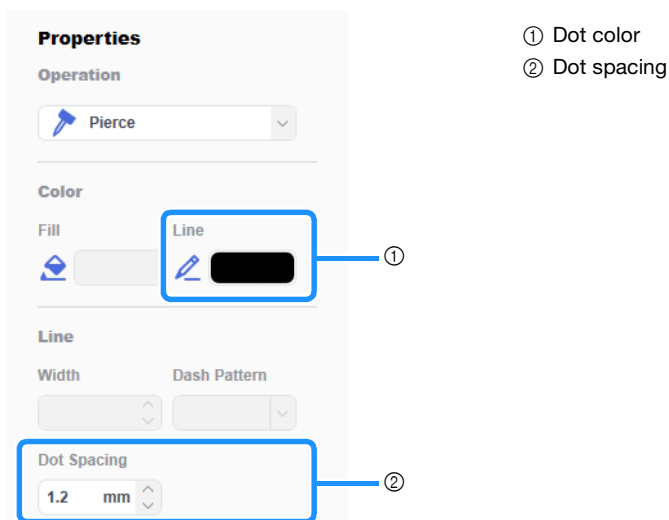 Properties
Operation
Pierce
Color
Fill Line
①
Line
Width Dash Pattern
Dot Spacing
1.2 mm
②
① Dot color
② Dot spacing